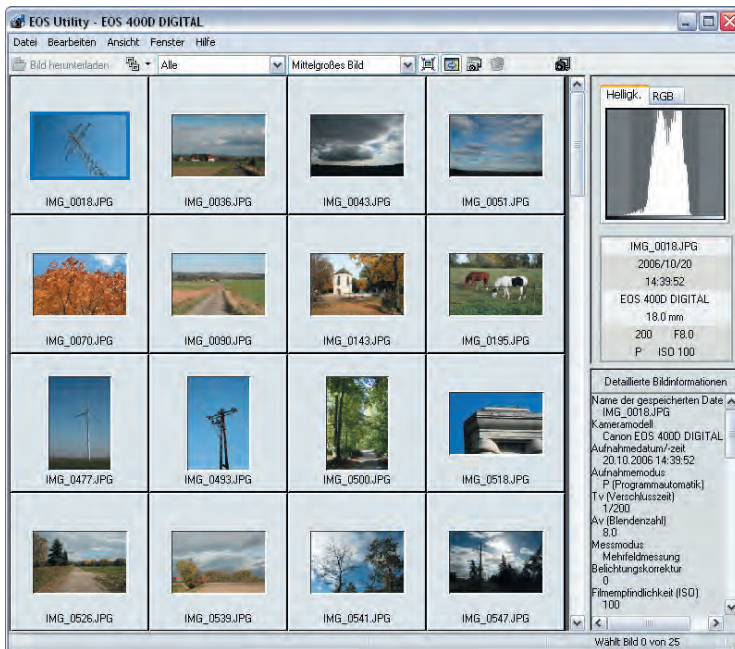 EOS Utility - EOS 400D DIGITAL
Datei Bearbeiten Ansicht Fenster Hilfe
Bild herunterladen Alle Mittelgroßes Bild
IMG_0018.JPG IMG_0036.JPG IMG_0043.JPG IMG_0051.JPG
IMG_0070.JPG IMG_0090.JPG IMG_0143.JPG IMG_0195.JPG
IMG_0477.JPG IMG_0493.JPG IMG_0500.JPG IMG_0518.JPG
IMG_0526.JPG IMG_0539.JPG IMG_0541.JPG IMG_0547.JPG
Helligk. RGB
IMG_0018.JPG
2006/10/20
14:39:52
EOS 400D DIGITAL
18.0 mm
200 F8.0
P ISO 100
Detaillierte Bildinformationen
Name der gespeicherten Date
IMG_0018.JPG
Kameramodell
Canon EOS 400D DIGITAL
Aufnahmedatum/-zeit
20.10.2006 14:39:52
Aufnahmemodus
P (Programmautomatik)
Tv (Verschlusszeit)
1/200
Av (Blendenzahl)
8.0
Messmodus
Mehrfeldmessung
Belichtungskorrektur
0
Filmempfindlichkeit (ISO)
100
Wählt Bild 0 von 25